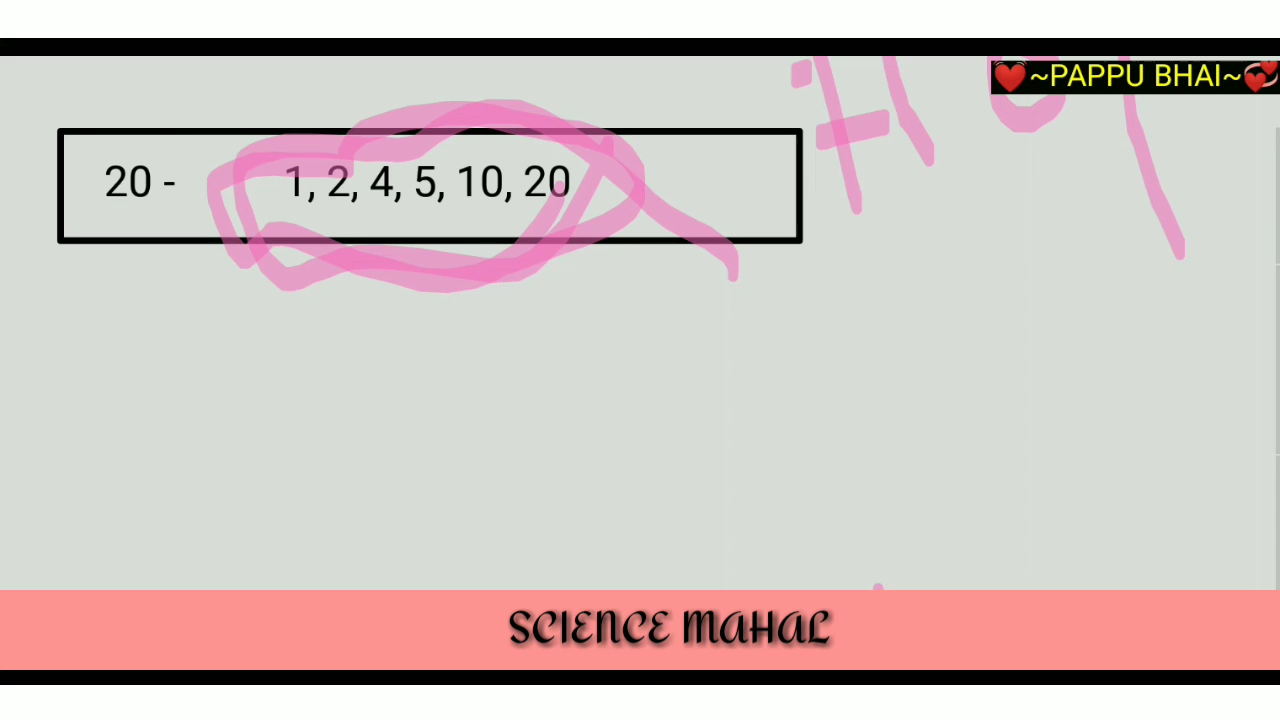 ❤️~PAPPU BHAI~💞
20 - 1, 2, 4, 5, 10, 20
SCIENCE MAHAL